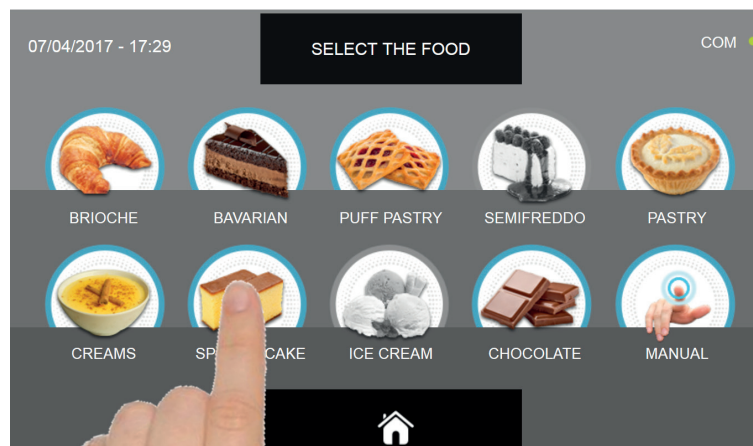 07/04/2017 - 17:29
SELECT THE FOOD
COM
BRIOCHE
BAVARIAN
PUFF PASTRY
SEMIFREDDO
PASTRY
CREAMS
CAKE
ICE CREAM
CHOCOLATE
MANUAL